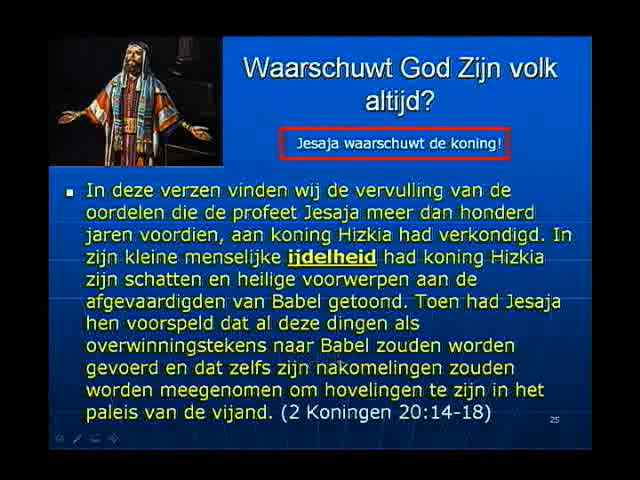 Waarschuwt God Zijn volk
altijd?
Jesaja waarschuwt de koning!
In deze verzen vinden wij de vervulling van de
oordelen die de profeet Jesaja meer dan honderd
jaren voordien, aan koning Hizkia had verkondigd. In
zijn kleine menselijke ijdelheid had koning Hizkia
zijn schatten en heilige voorwerpen aan de
afgevaardigden van Babel getoond. Toen had Jesaja
hen voorspeld dat al deze dingen als
overwinningstekens naar Babel zouden worden
gevoerd en dat zelfs zijn nakomelingen zouden
worden meegenomen om hovelingen te zijn in het
paleis van de vijand. (2 Koningen 20:14-18)
25